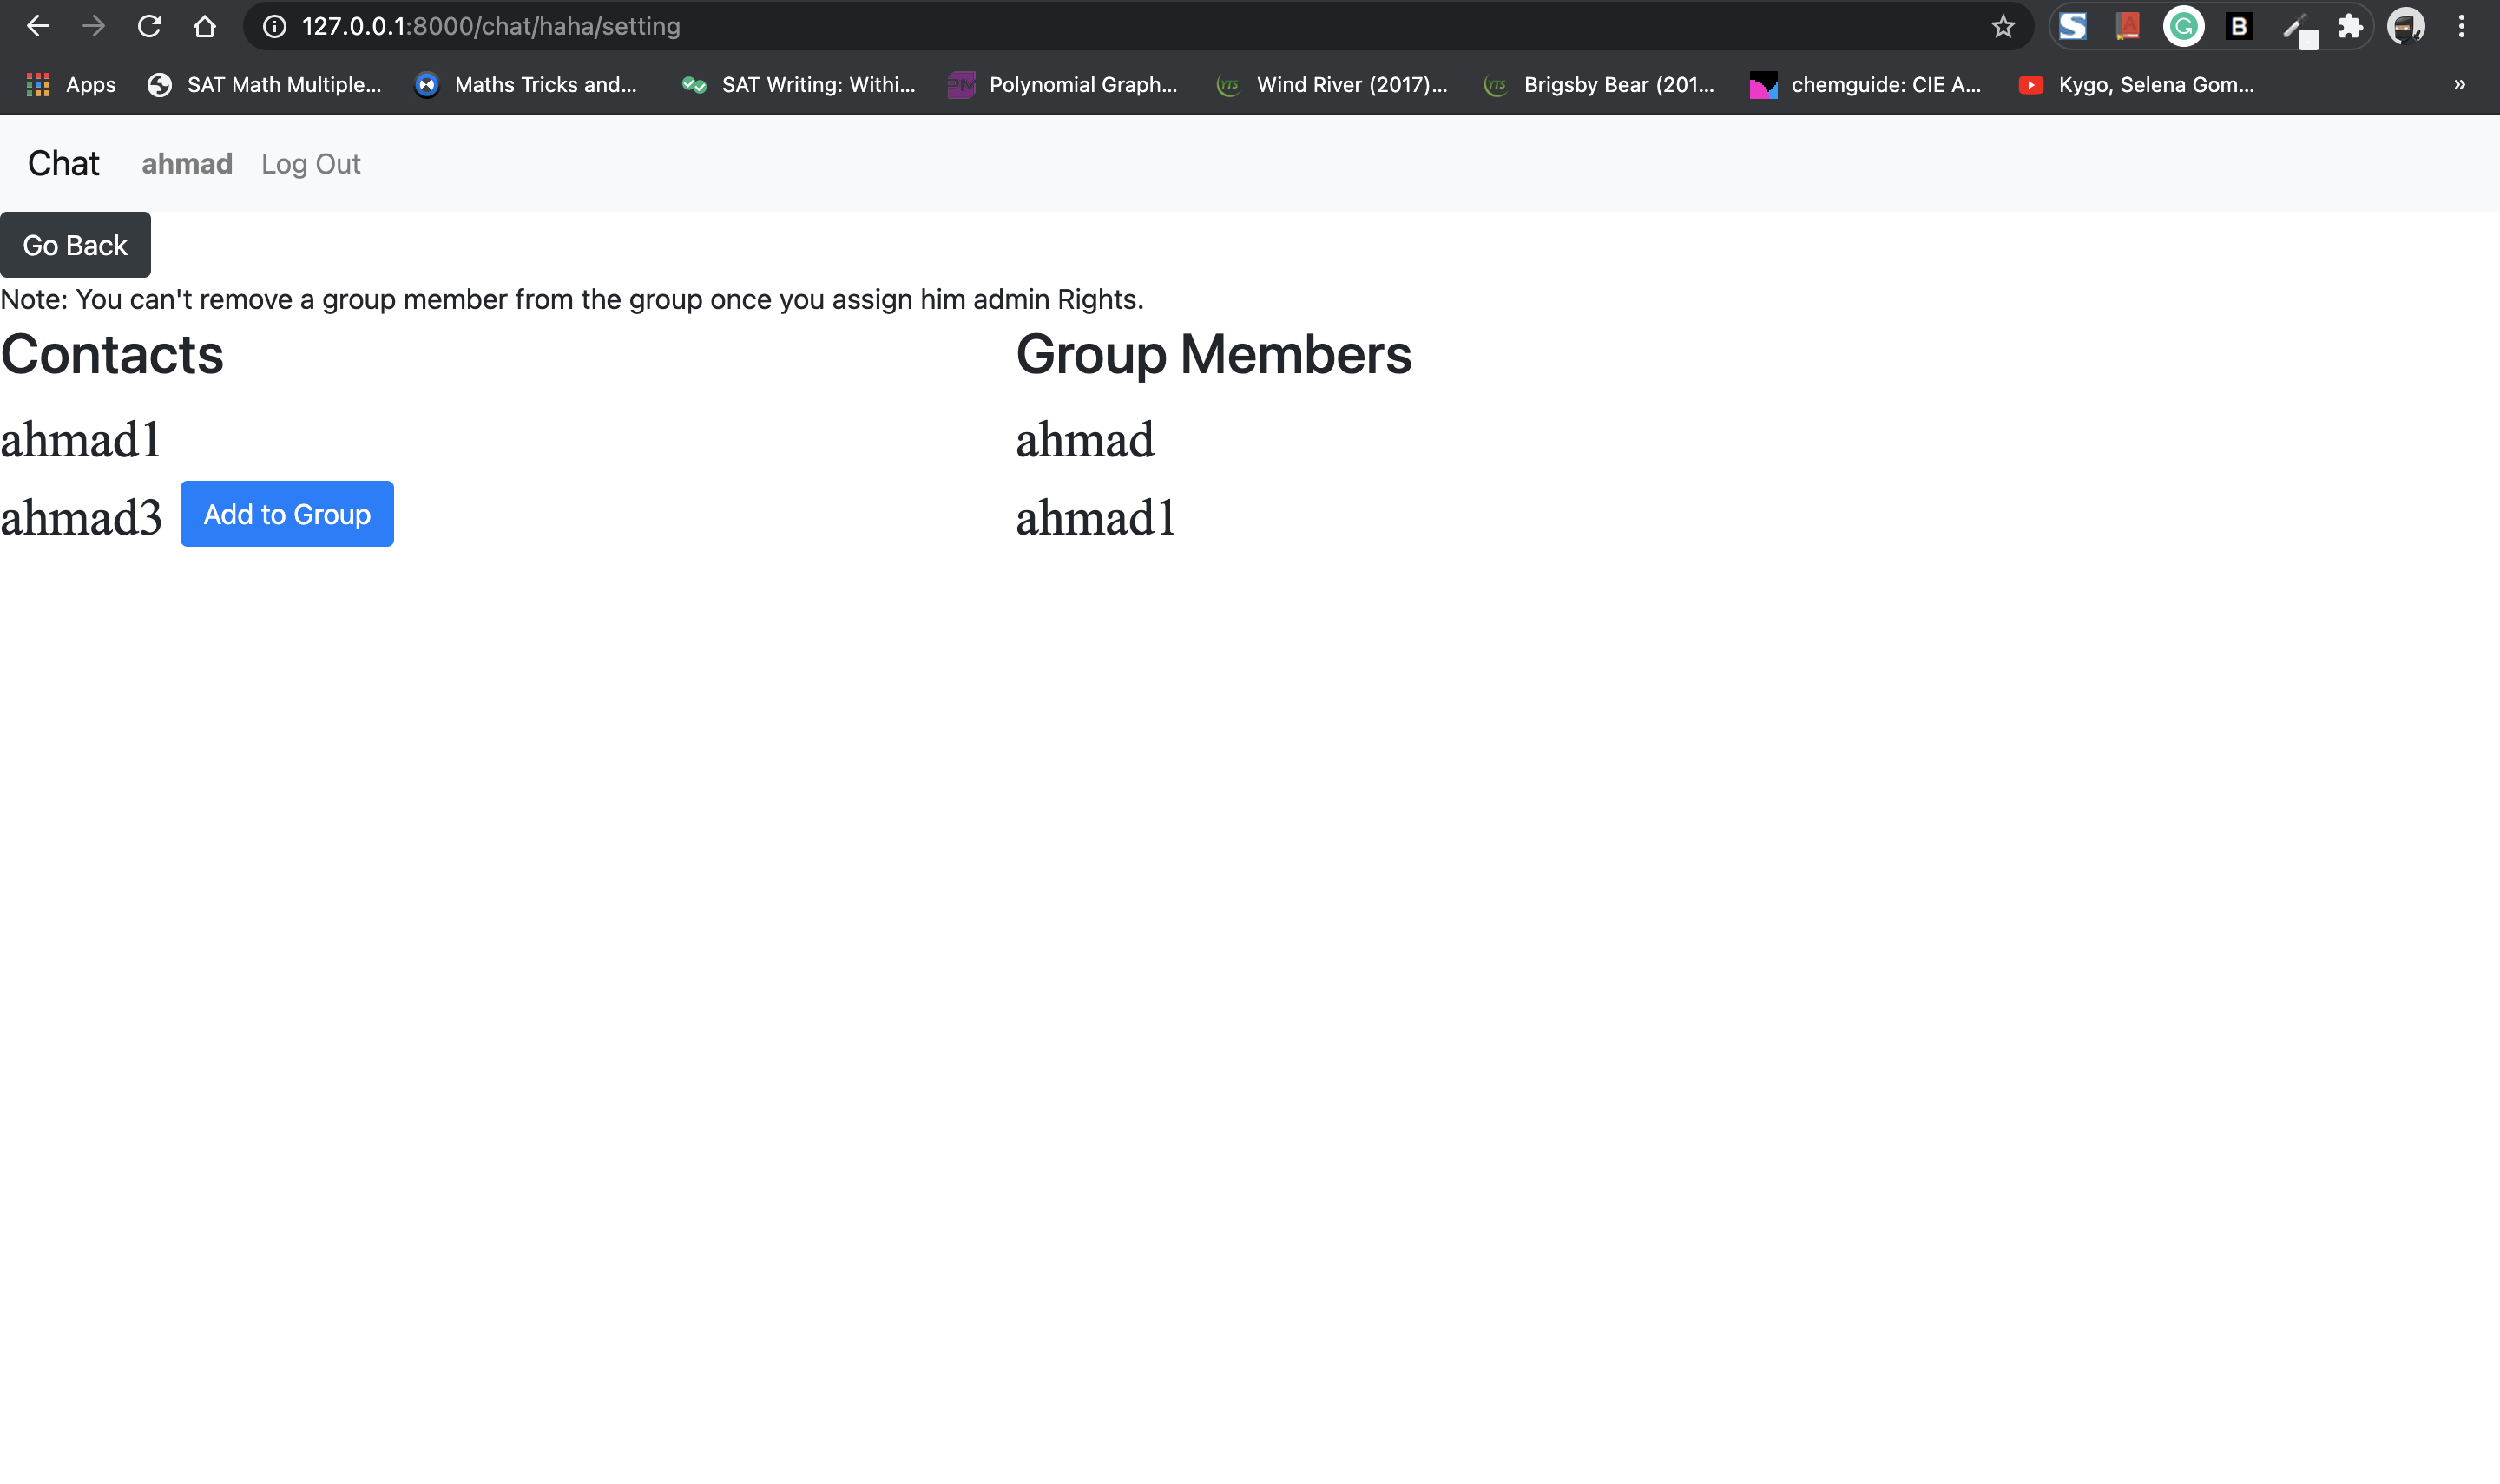 127.0.0.1:8000/chat/haha/setting
Apps SAT Math Multiple... Maths Tricks and... SAT Writing: Withi... Polynomial Graph... Wind River (2017)... Brigsby Bear (201... chemguide: CIE A... Kygo, Selena Gom... »
Chat ahmad Log Out
Go Back
Note: You can't remove a group member from the group once you assign him admin Rights.
Contacts
ahmad1
ahmad3 Add to Group
Group Members
ahmad
ahmad1